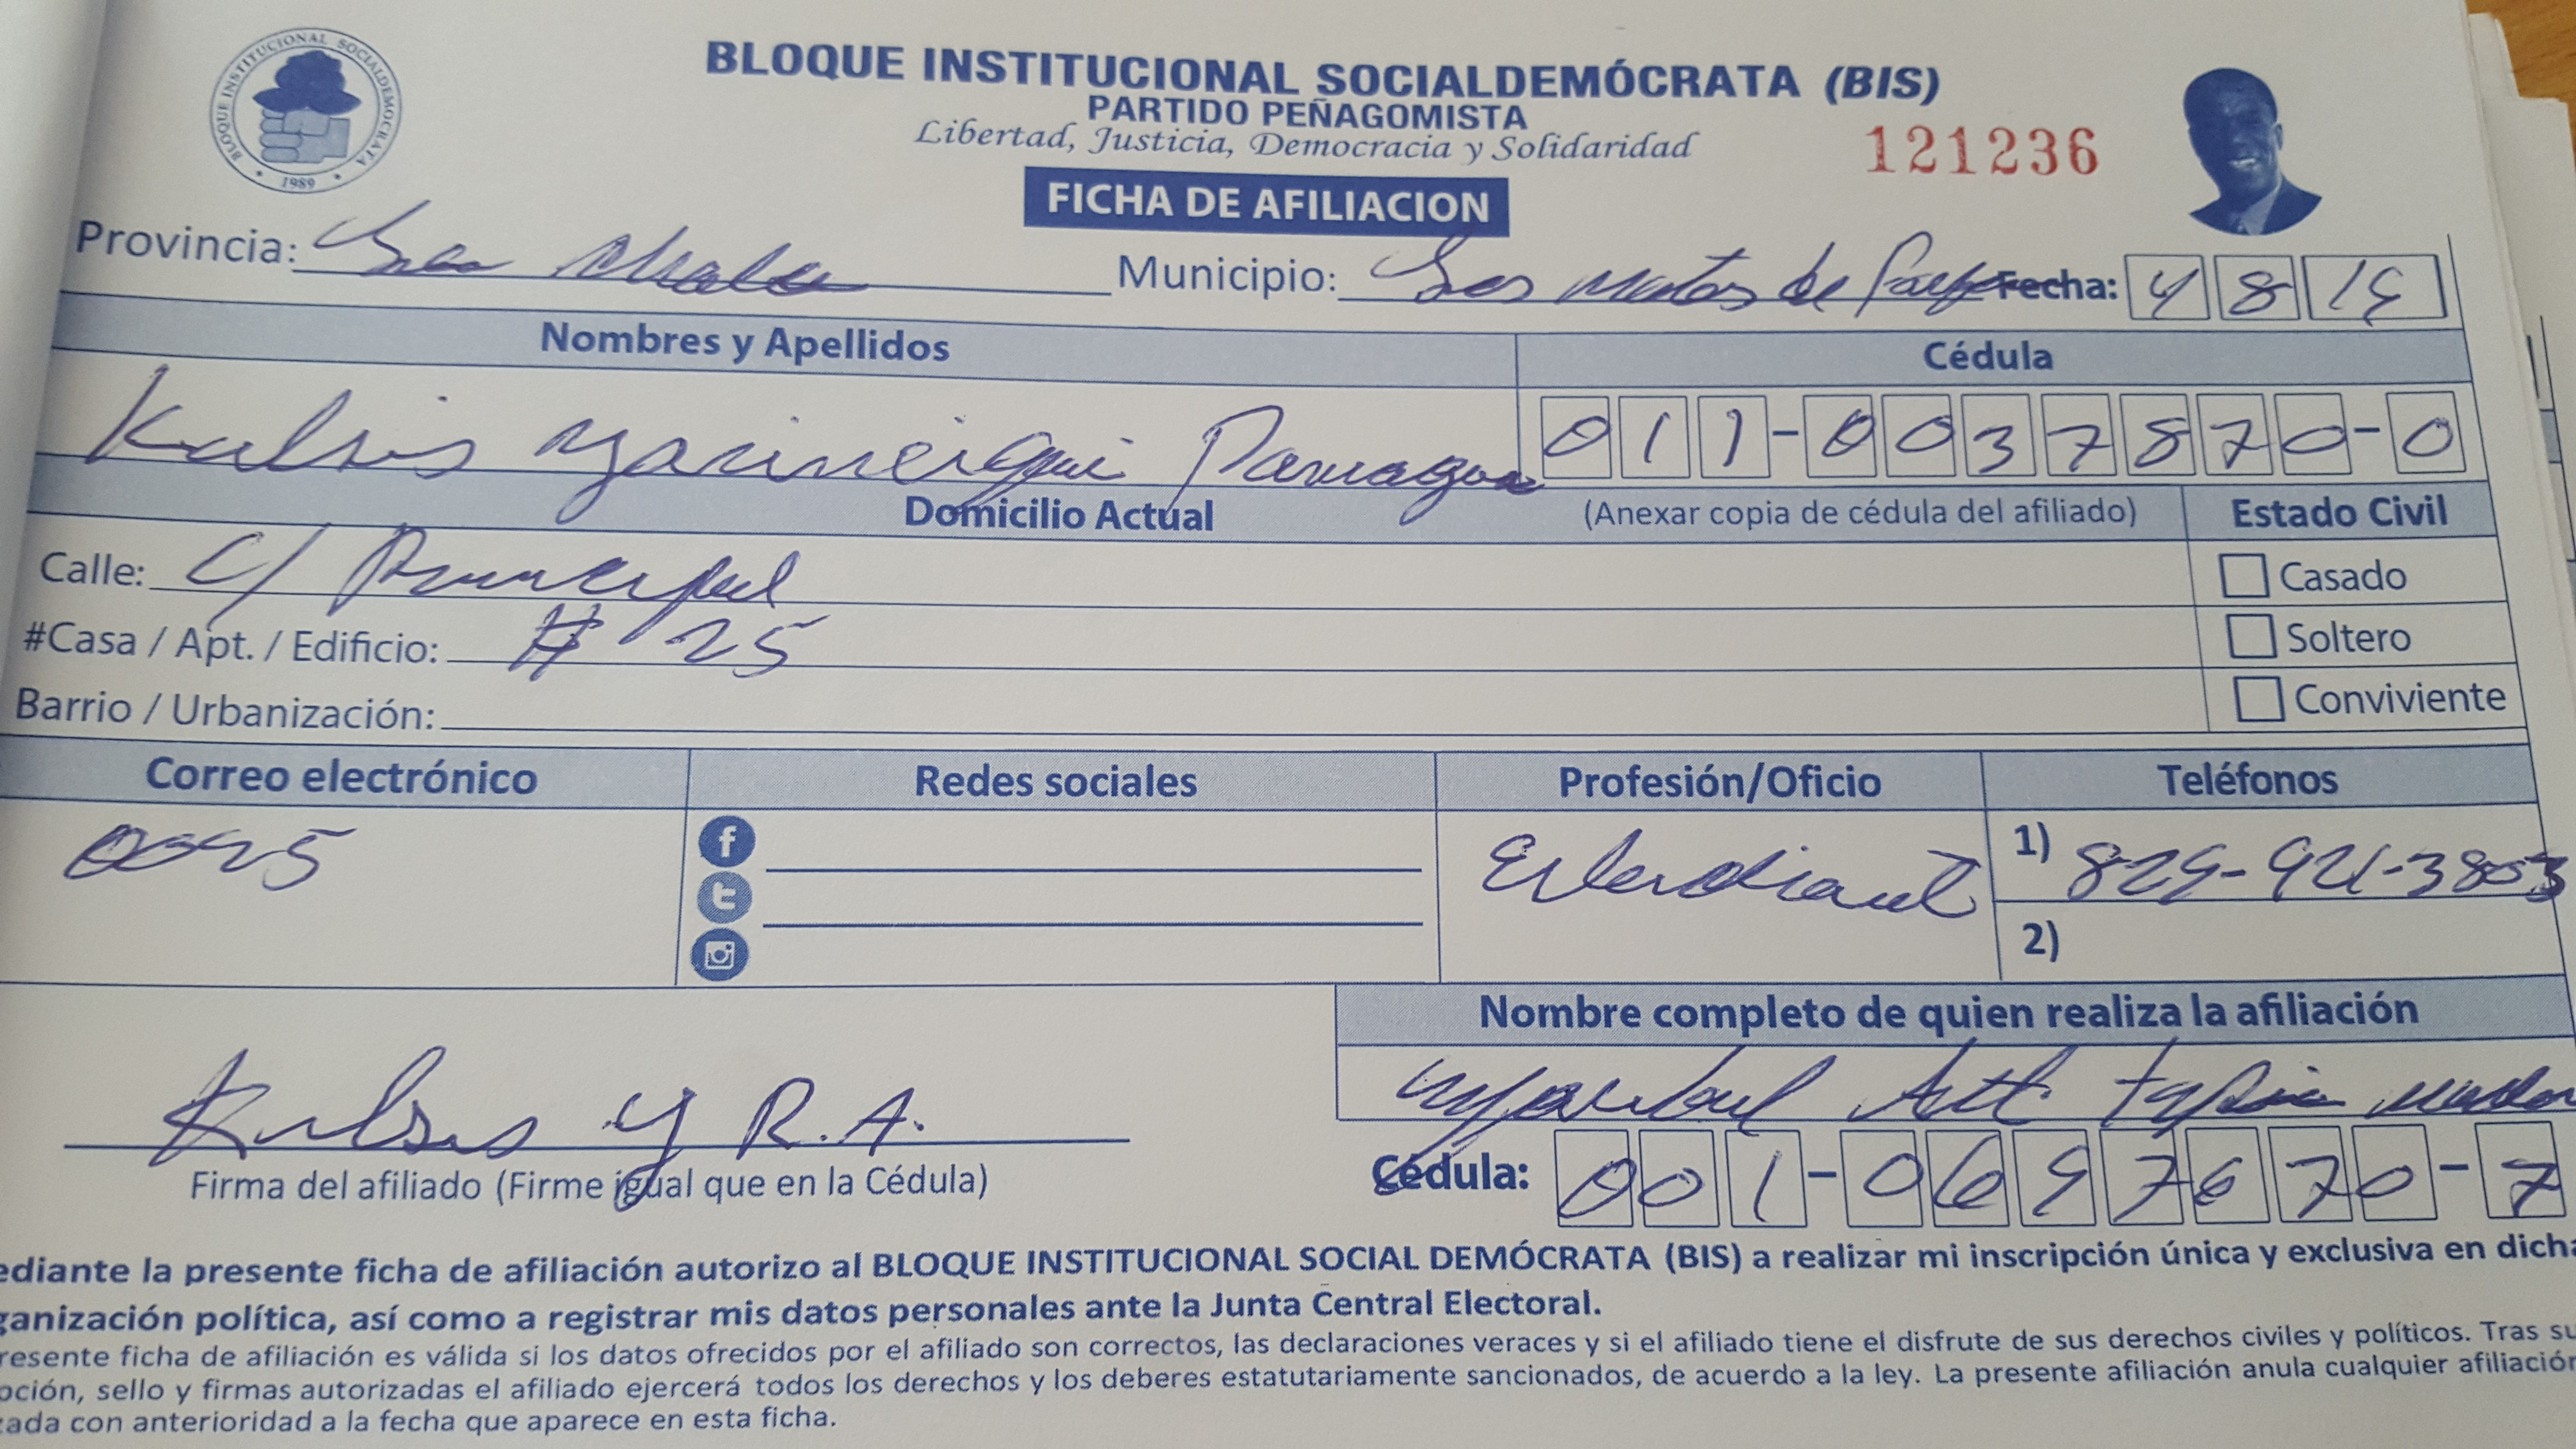 BLOQUE INSTITUCIONAL SOCIALDEMOCRATA
1989
BLOQUE INSTITUCIONAL SOCIALDEMÓCRATA (BIS)
PARTIDO PEÑAGOMISTA
Libertad, Justicia, Democracia y Solidaridad
121236
FICHA DE AFILIACION
Provincia: Municipio: Las Matas de Fecha: 4 8 19
Nombres y Apellidos Cédula
011-0037870-0
Domicilio Actual (Anexar copia de cédula del afiliado) Estado Civil
Calle: C/ Principal Casado
#Casa / Apt. / Edificio: # 25 Soltero
Barrio / Urbanización: Conviviente
Correo electrónico Redes sociales Profesión/Oficio Teléfonos
1) 829-921-3803
2)
Nombre completo de quien realiza la afiliación
Y R.A.
Firma del afiliado (Firme igual que en la Cédula) Cédula: 001-0697670-7
ediante la presente ficha de afiliación autorizo al BLOQUE INSTITUCIONAL SOCIAL DEMÓCRATA (BIS) a realizar mi inscripción única y exclusiva en dicha
ganización política, así como a registrar mis datos personales ante la Junta Central Electoral.
resente ficha de afiliación es válida si los datos ofrecidos por el afiliado son correctos, las declaraciones veraces y si el afiliado tiene el disfrute de sus derechos civiles y políticos. Tras su
pción, sello y firmas autorizadas el afiliado ejercerá todos los derechos y los deberes estatutariamente sancionados, de acuerdo a la ley. La presente afiliación anula cualquier afiliación
zada con anterioridad a la fecha que aparece en esta ficha.